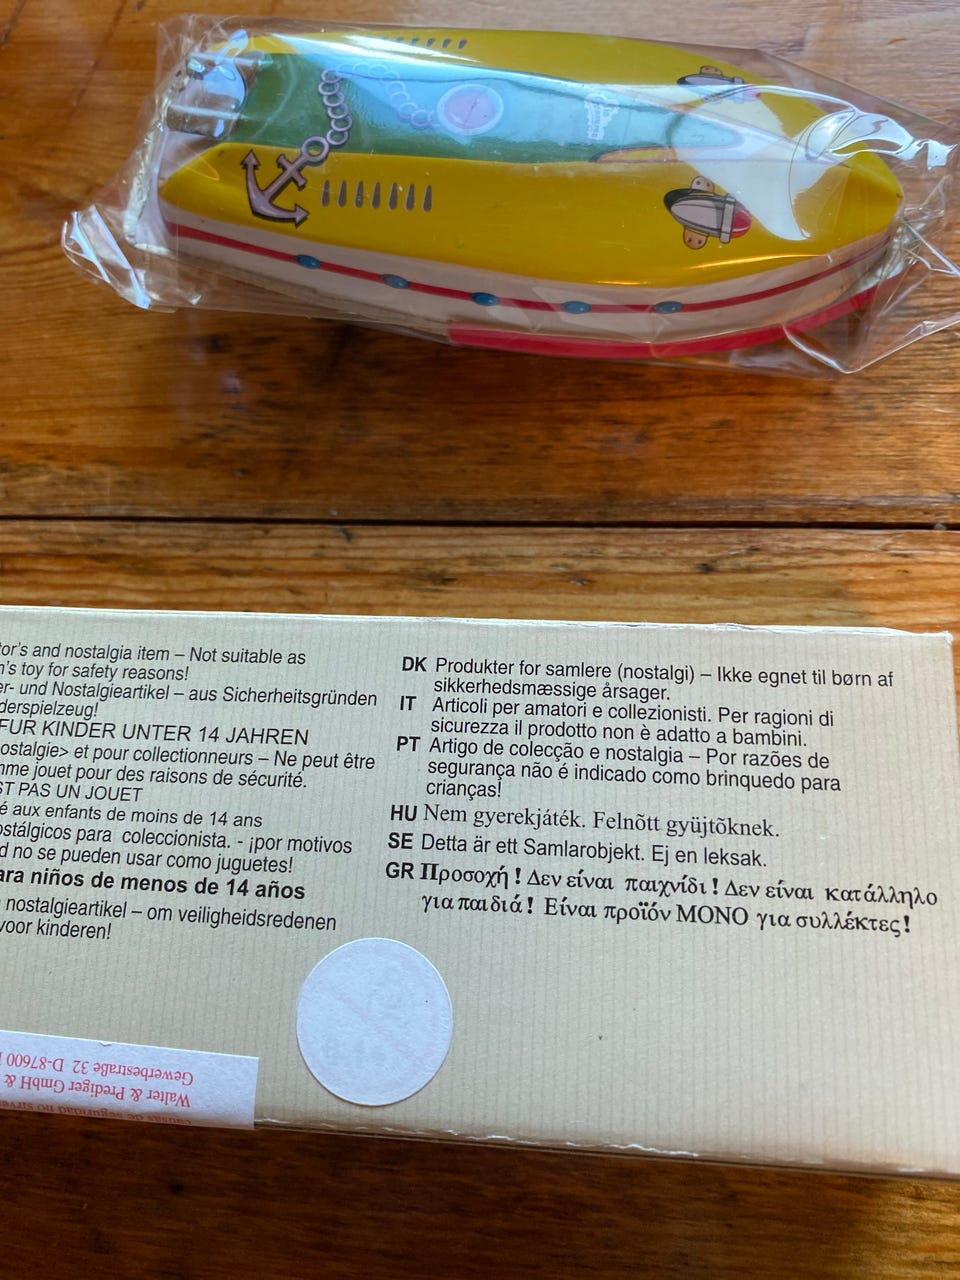 tor's and nostalgia item – Not suitable as
n's toy for safety reasons!
er- und Nostalgieartikel – aus Sicherheitsgründen
derspielzeug!
FUR KINDER UNTER 14 JAHREN
ostalgie> et pour collectionneurs – Ne peut être
mme jouet pour des raisons de sécurité.
ST PAS UN JOUET
é aux enfants de moins de 14 ans
ostálgicos para coleccionista. - ¡por motivos
d no se pueden usar como juguetes!
ara niños de menos de 14 años
nostalgieartikel – om veiligheidsredenen
voor kinderen!
DK Produkter for samlere (nostalgi) – Ikke egnet til børn af
sikkerhedsmæssige årsager.
IT Articoli per amatori e collezionisti. Per ragioni di
sicurezza il prodotto non è adatto a bambini.
PT Artigo de colecção e nostalgia – Por razões de
segurança não é indicado como brinquedo para
crianças!
HU Nem gyerekjáték. Felnõtt gyüjtõknek.
SE Detta är ett Samlarobjekt. Ej en leksak.
GR Προσοχή ! Δεν είναι παιχνίδι ! Δεν είναι κατάλληλο
για παιδιά ! Είναι προϊόν ΜΟΝΟ για συλλέκτες !
causas de seguridad no sirve
Walter & Prediger GmbH &
Gewerbestraße 32 D-87600